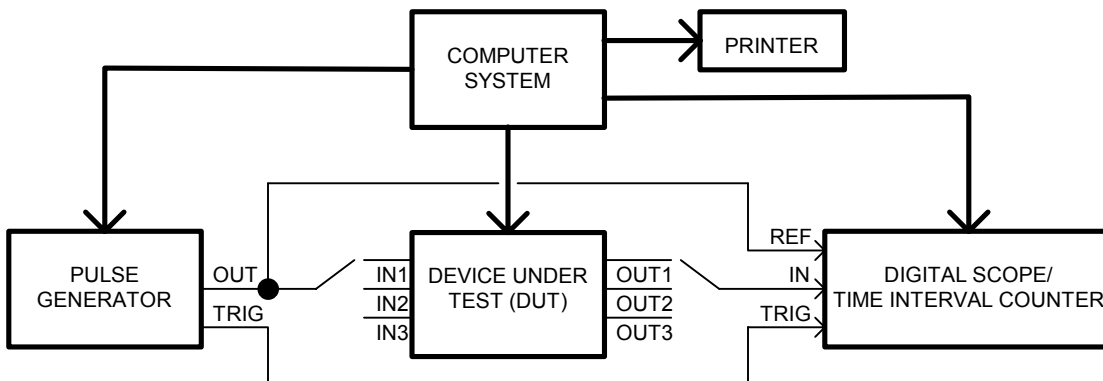 COMPUTER
SYSTEM
PRINTER
PULSE
GENERATOR
OUT
TRIG
IN1
IN2
IN3
DEVICE UNDER
TEST (DUT)
OUT1
OUT2
OUT3
REF
IN
TRIG
DIGITAL SCOPE/
TIME INTERVAL COUNTER